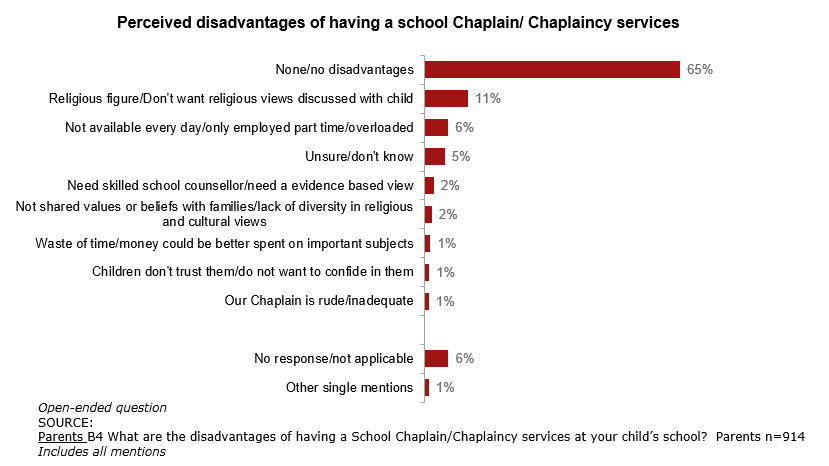 Perceived disadvantages of having a school Chaplain/ Chaplaincy services
None/no disadvantages 65%
Religious figure/Don't want religious views discussed with child 11%
Not available every day/only employed part time/overloaded 6%
Unsure/don't know 5%
Need skilled school counsellor/need a evidence based view 2%
Not shared values or beliefs with families/lack of diversity in religious
and cultural views 2%
Waste of time/money could be better spent on important subjects 1%
Children don't trust them/do not want to confide in them 1%
Our Chaplain is rude/inadequate 1%
No response/not applicable 6%
Other single mentions 1%
Open-ended question
SOURCE:
Parents B4 What are the disadvantages of having a School Chaplain/Chaplaincy services at your child's school? Parents n=914
Includes all mentions